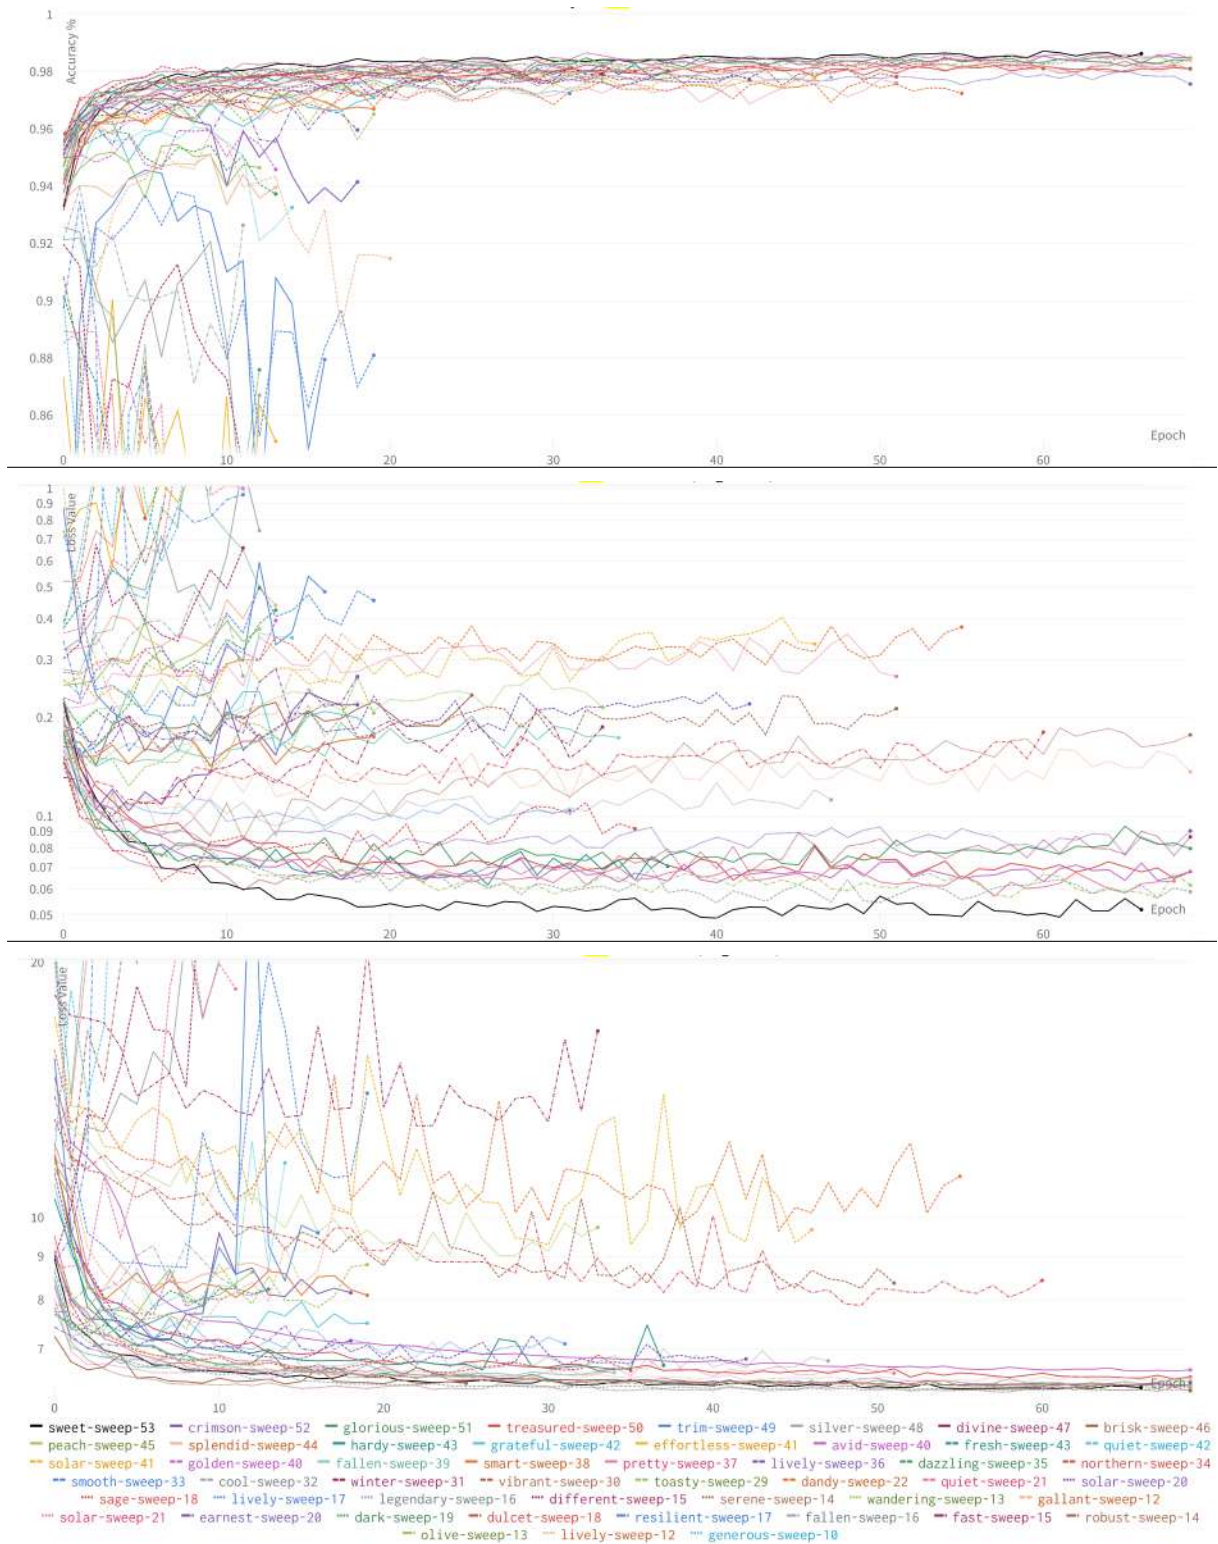 1
Accuracy %
0.98
0.96
0.94
0.92
0.9
0.88
0.86
Epoch
0 10 20 30 40 50 60
1
Loss Value
0.9
0.8
0.7
0.6
0.5
0.4
0.3
0.2
0.1
0.09
0.08
0.07
0.06
0.05
Epoch
0 10 20 30 40 50 60
20
Loss Value
10
9
8
7
Epoch
0 10 20 30 40 50 60
sweet-sweep-53 crimson-sweep-52 glorious-sweep-51 treasured-sweep-50 trim-sweep-49 silver-sweep-48 divine-sweep-47 brisk-sweep-46
peach-sweep-45 splendid-sweep-44 hardy-sweep-43 grateful-sweep-42 effortless-sweep-41 avid-sweep-40 fresh-sweep-43 quiet-sweep-42
solar-sweep-41 golden-sweep-40 fallen-sweep-39 smart-sweep-38 pretty-sweep-37 lively-sweep-36 dazzling-sweep-35 northern-sweep-34
smooth-sweep-33 cool-sweep-32 winter-sweep-31 vibrant-sweep-30 toasty-sweep-29 dandy-sweep-22 quiet-sweep-21 solar-sweep-20
sage-sweep-18 lively-sweep-17 legendary-sweep-16 different-sweep-15 serene-sweep-14 wandering-sweep-13 gallant-sweep-12
solar-sweep-21 earnest-sweep-20 dark-sweep-19 dulcet-sweep-18 resilient-sweep-17 fallen-sweep-16 fast-sweep-15 robust-sweep-14
olive-sweep-13 lively-sweep-12 generous-sweep-10